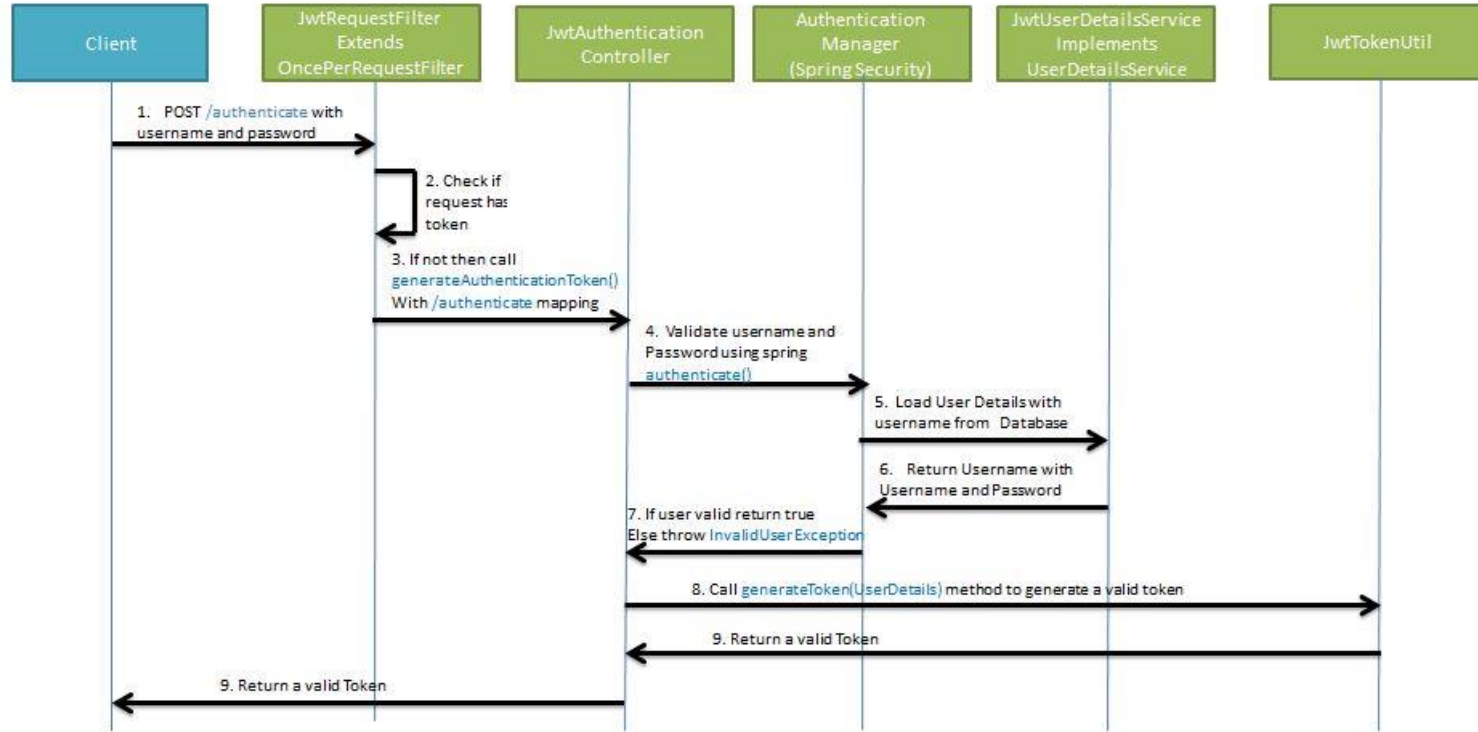 Client
JwtRequestFilter
Extends
OncePerRequestFilter
JwtAuthentication
Controller
Authentication
Manager
(Spring Security)
JwtUserDetailsService
Implements
UserDetailsService
JwtTokenUtil
1. POST /authenticate with
username and password
2. Check if
request has
token
3. If not then call
generateAuthenticationToken()
With /authenticate mapping
4. Validate username and
Password using spring
authenticate()
5. Load User Details with
username from Database
6. Return Username with
Username and Password
7. If user valid return true
Else throw InvalidUserException
8. Call generateToken(UserDetails) method to generate a valid token
9. Return a valid Token
9. Return a valid Token